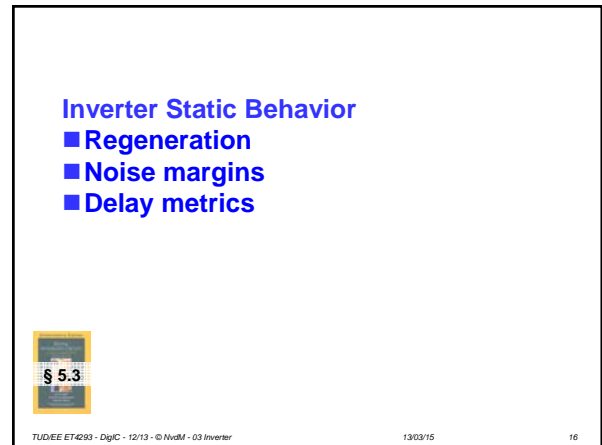 Inverter Static Behavior
Regeneration
Noise margins
Delay metrics
§ 5.3
TUD/EE ET4293 - DigIC - 12/13 - © NvdM - 03 Inverter 13/03/15 16